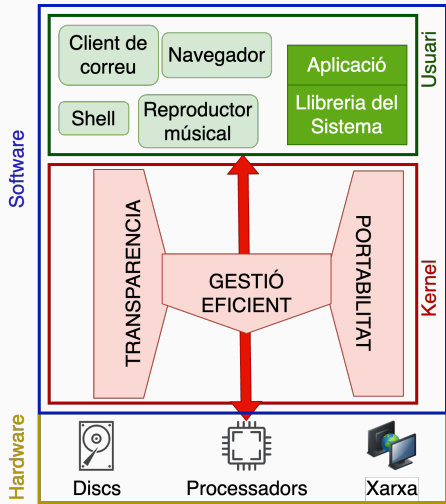 Client de
correu
Navegador
Aplicació
Shell
Reproductor
músical
Llibreria del
Sistema
Usuari
Software
TRANSPARENCIA
GESTIÓ
EFICIENT
PORTABILITAT
Kernel
Hardware
Discs
Processadors
Xarxa